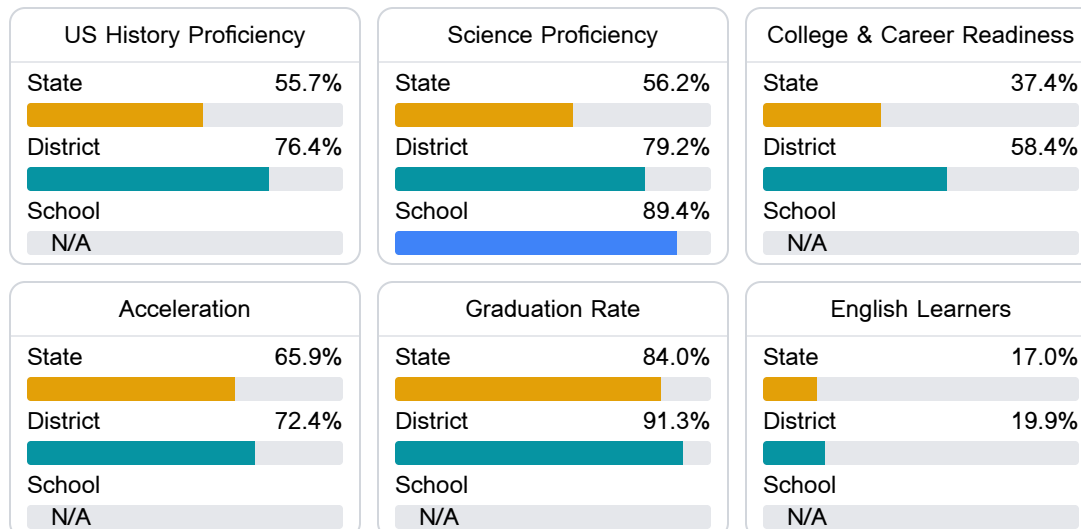 US History Proficiency
State 55.7%
District 76.4%
School
N/A
Science Proficiency
State 56.2%
District 79.2%
School 89.4%
College & Career Readiness
State 37.4%
District 58.4%
School
N/A
Acceleration
State 65.9%
District 72.4%
School
N/A
Graduation Rate
State 84.0%
District 91.3%
School
N/A
English Learners
State 17.0%
District 19.9%
School
N/A